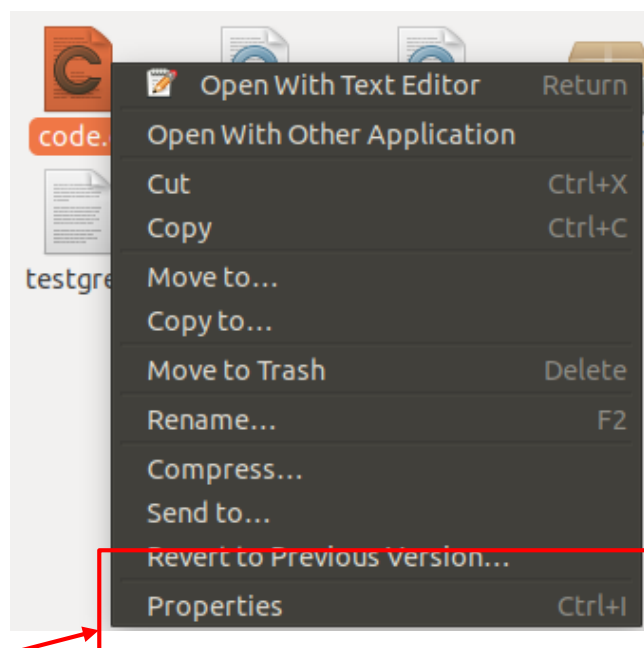 code.
testgre
Open With Text Editor Return
Open With Other Application
Cut Ctrl+X
Copy Ctrl+C
Move to...
Copy to...
Move to Trash Delete
Rename... F2
Compress...
Send to...
Revert to Previous Version...
Properties Ctrl+I